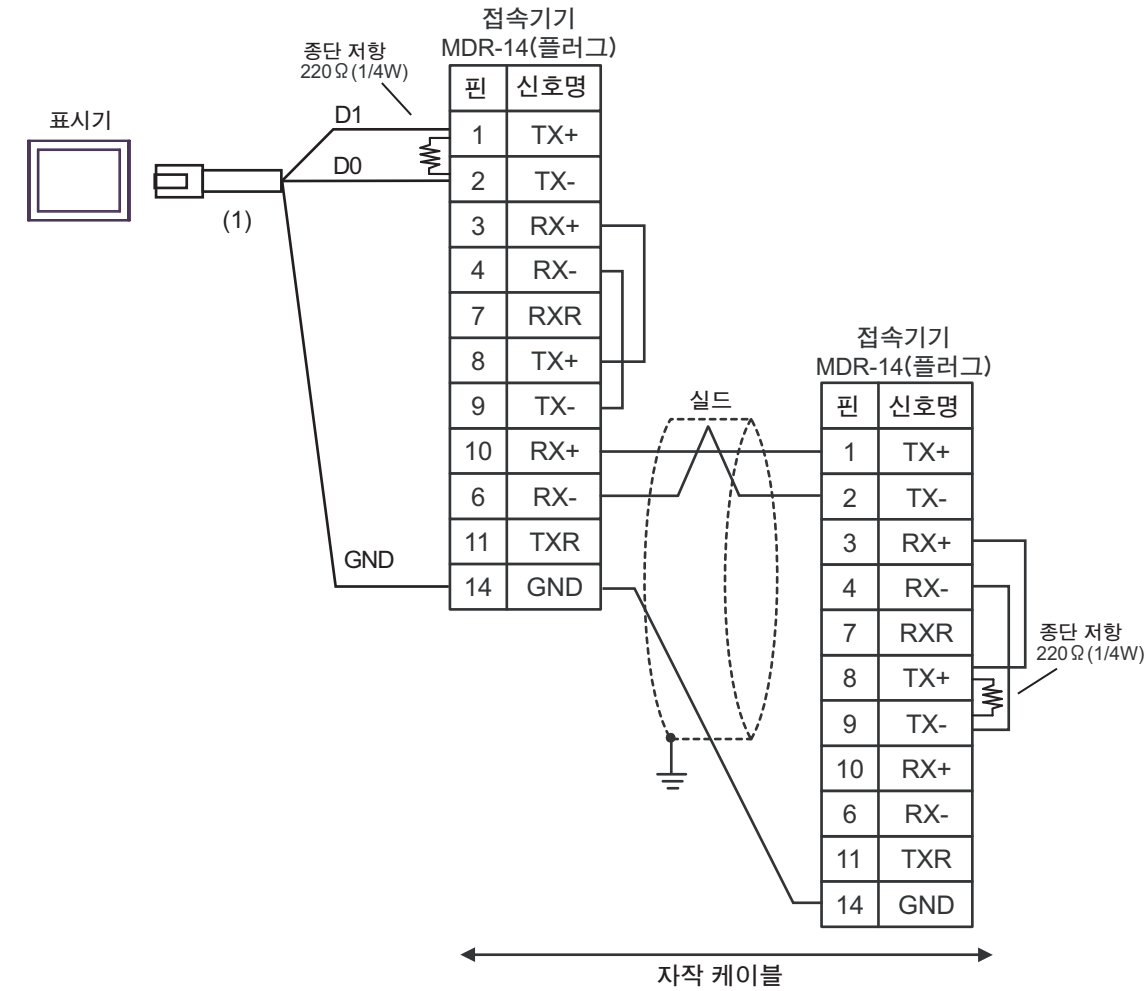 접속기기
MDR-14(플러그)
종단 저항
220Ω(1/4W)
표시기
D1
D0
(1)
GND
핀 신호명
1 TX+
2 TX-
3 RX+
4 RX-
7 RXR
8 TX+
9 TX-
10 RX+
6 RX-
11 TXR
14 GND
실드
접속기기
MDR-14(플러그)
핀 신호명
1 TX+
2 TX-
3 RX+
4 RX-
7 RXR
8 TX+
9 TX-
10 RX+
6 RX-
11 TXR
14 GND
종단 저항
220Ω(1/4W)
자작 케이블